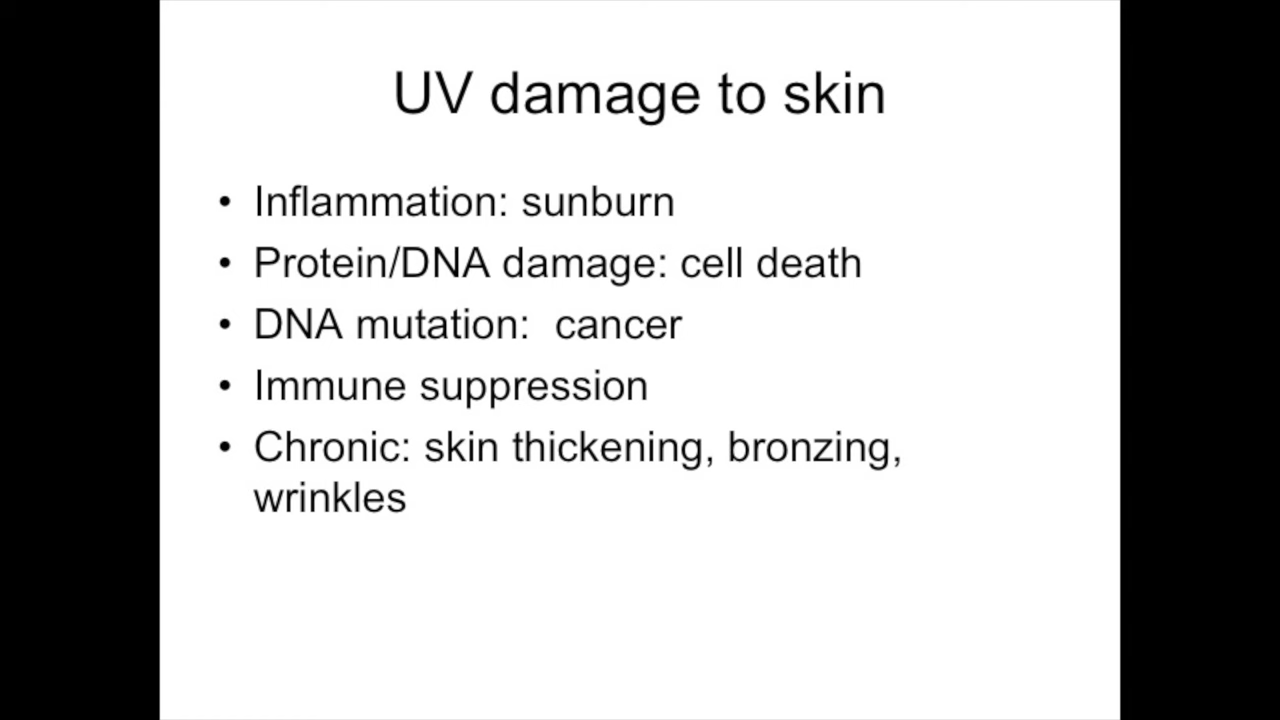 UV damage to skin
• Inflammation: sunburn
• Protein/DNA damage: cell death
• DNA mutation:  cancer
• Immune suppression
• Chronic: skin thickening, bronzing,
wrinkles